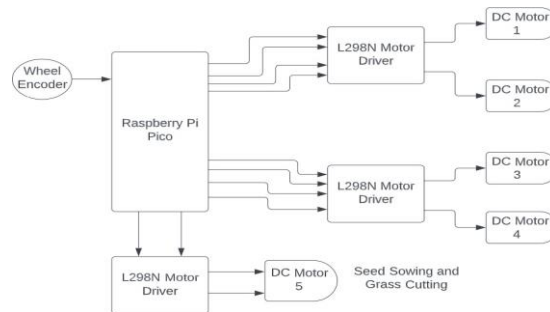 Wheel
Encoder
Raspberry Pi
Pico
L298N Motor
Driver
DC Motor
1
DC Motor
2
L298N Motor
Driver
DC Motor
3
DC Motor
4
L298N Motor
Driver
DC Motor
5
Seed Sowing and
Grass Cutting